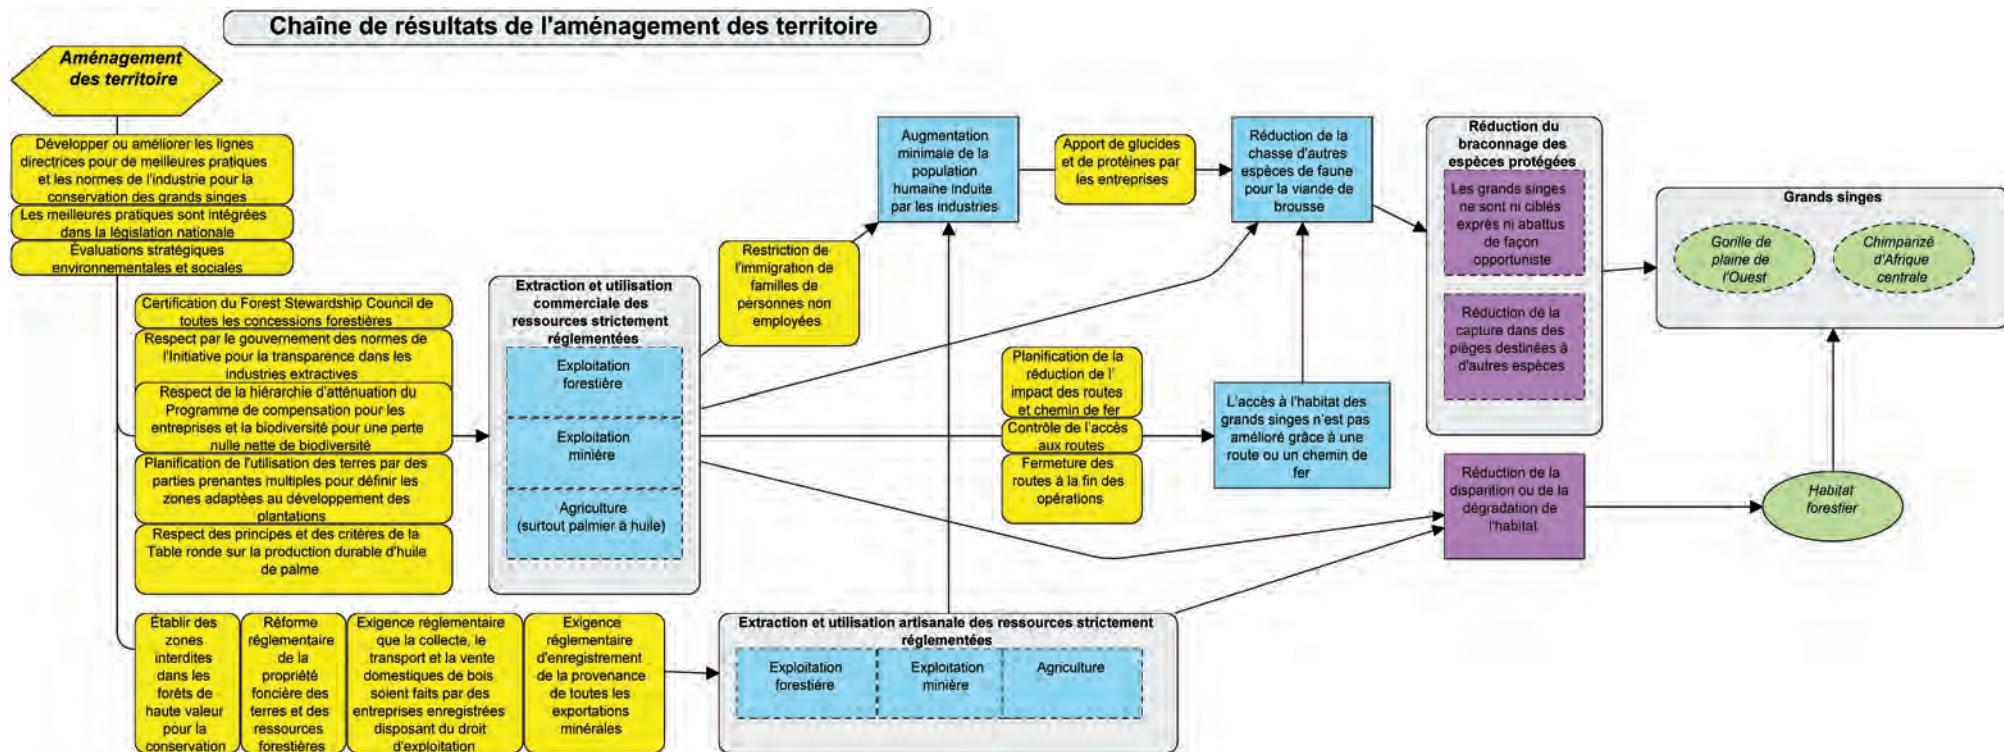 Chaîne de résultats de l'aménagement des territoire
Aménagement
des territoire
Développer ou améliorer les lignes
directrices pour de meilleures pratiques
et les normes de l'industrie pour la
conservation des grands singes
Les meilleures pratiques sont intégrées
dans la législation nationale
Évaluations stratégiques
environnementales et sociales
Certification du Forest Stewardship Council de
toutes les concessions forestières
Respect par le gouvernement des normes de
l'Initiative pour la transparence dans les
industries extractives
Respect de la hiérarchie d'atténuation du
Programme de compensation pour les
entreprises et la biodiversité pour une perte
nulle nette de biodiversité
Planification de l'utilisation des terres par des
parties prenantes multiples pour définir les
zones adaptées au développement des
plantations
Respect des principes et des critères de la
Table ronde sur la production durable d'huile
de palme
Établir des
zones
interdites
dans les
forêts de
haute valeur
pour la
conservation
Réforme
réglementaire
de la
propriété
foncière des
terres et des
ressources
forestières
Exigence réglementaire
que la collecte, le
transport et la vente
domestiques de bois
soient faits par des
entreprises enregistrées
disposant du droit
d'exploitation
Exigence
réglementaire
d'enregistrement
de la provenance
de toutes les
exportations
minérales
Extraction et utilisation
commerciale des
ressources strictement
réglementées
Exploitation
forestière
Exploitation
minière
Agriculture
(surtout palmier à huile)
Restriction de
l'immigration de
familles de
personnes non
employées
Augmentation
minimale de la
population
humaine induite
par les industries
Apport de glucides
et de protéines par
les entreprises
Réduction de la
chasse d'autres
espèces de faune
pour la viande de
brousse
Planification de la
réduction de l'
impact des routes
et chemin de fer
Contrôle de l'accès
aux routes
Fermeture des
routes à la fin des
opérations
L'accès à l'habitat des
grands singes n'est pas
amélioré grâce à une
route ou un chemin de
fer
Extraction et utilisation artisanale des ressources strictement
réglementées
Exploitation
forestière
Exploitation
minière
Agriculture
Réduction du
braconnage des
espèces protégées
Les grands singes
ne sont ni ciblés
exprès ni abattus
de façon
opportuniste
Réduction de la
capture dans des
pièges destinées à
d'autres espèces
Réduction de la
disparition ou de la
dégradation de
l'habitat
Grands singes
Gorille de
plaine de
l'Ouest
Chimpanzé
d'Afrique
centrale
Habitat
forestier